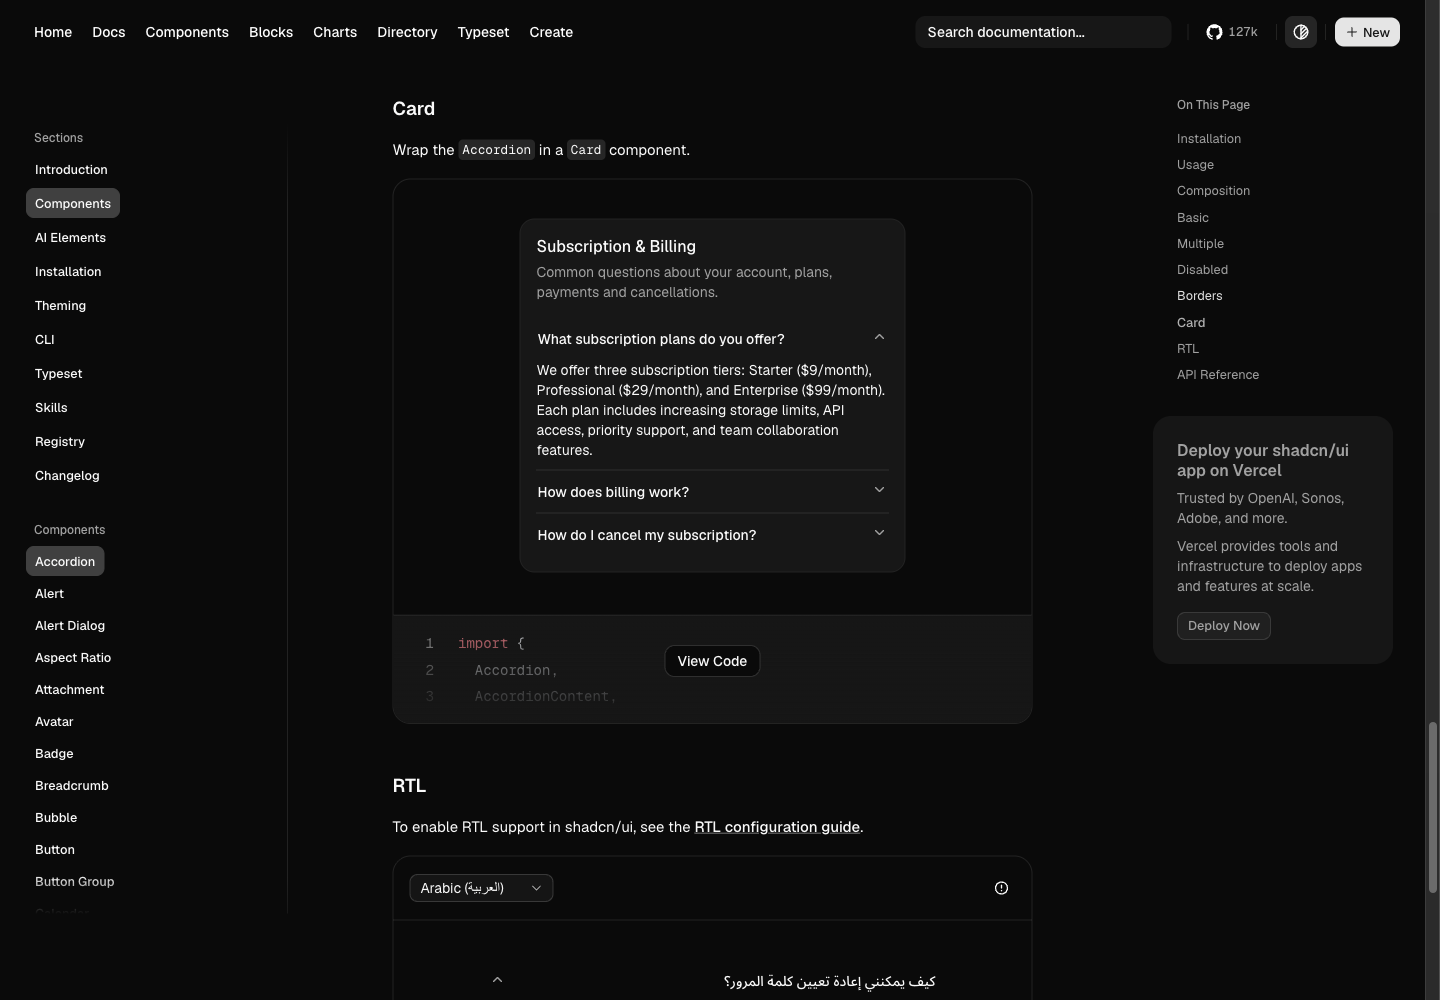 Home
Docs
Components
Blocks
Charts
Directory
Typeset
Create
Search documentation...
127k
New
Sections
Introduction
Components
AI Elements
Installation
Theming
CLI
Typeset
Skills
Registry
Changelog
Components
Accordion
Alert
Alert Dialog
Aspect Ratio
Attachment
Avatar
Badge
Breadcrumb
Bubble
Button
Button Group
Calendar
Card
Wrap the Accordion in a Card component.
Subscription & Billing
Common questions about your account, plans,
payments and cancellations.
What subscription plans do you offer?
We offer three subscription tiers: Starter ($9/month),
Professional ($29/month), and Enterprise ($99/month).
Each plan includes increasing storage limits, API
access, priority support, and team collaboration
features.
How does billing work?
How do I cancel my subscription?
1 import {
2 Accordion,
3 AccordionContent,
View Code
RTL
To enable RTL support in shadcn/ui, see the RTL configuration guide.
Arabic (العربية)
كيف يمكنني إعادة تعيين كلمة المرور؟
On This Page
Installation
Usage
Composition
Basic
Multiple
Disabled
Borders
Card
RTL
API Reference
Deploy your shadcn/ui
app on Vercel
Trusted by OpenAI, Sonos,
Adobe, and more.
Vercel provides tools and
infrastructure to deploy apps
and features at scale.
Deploy Now